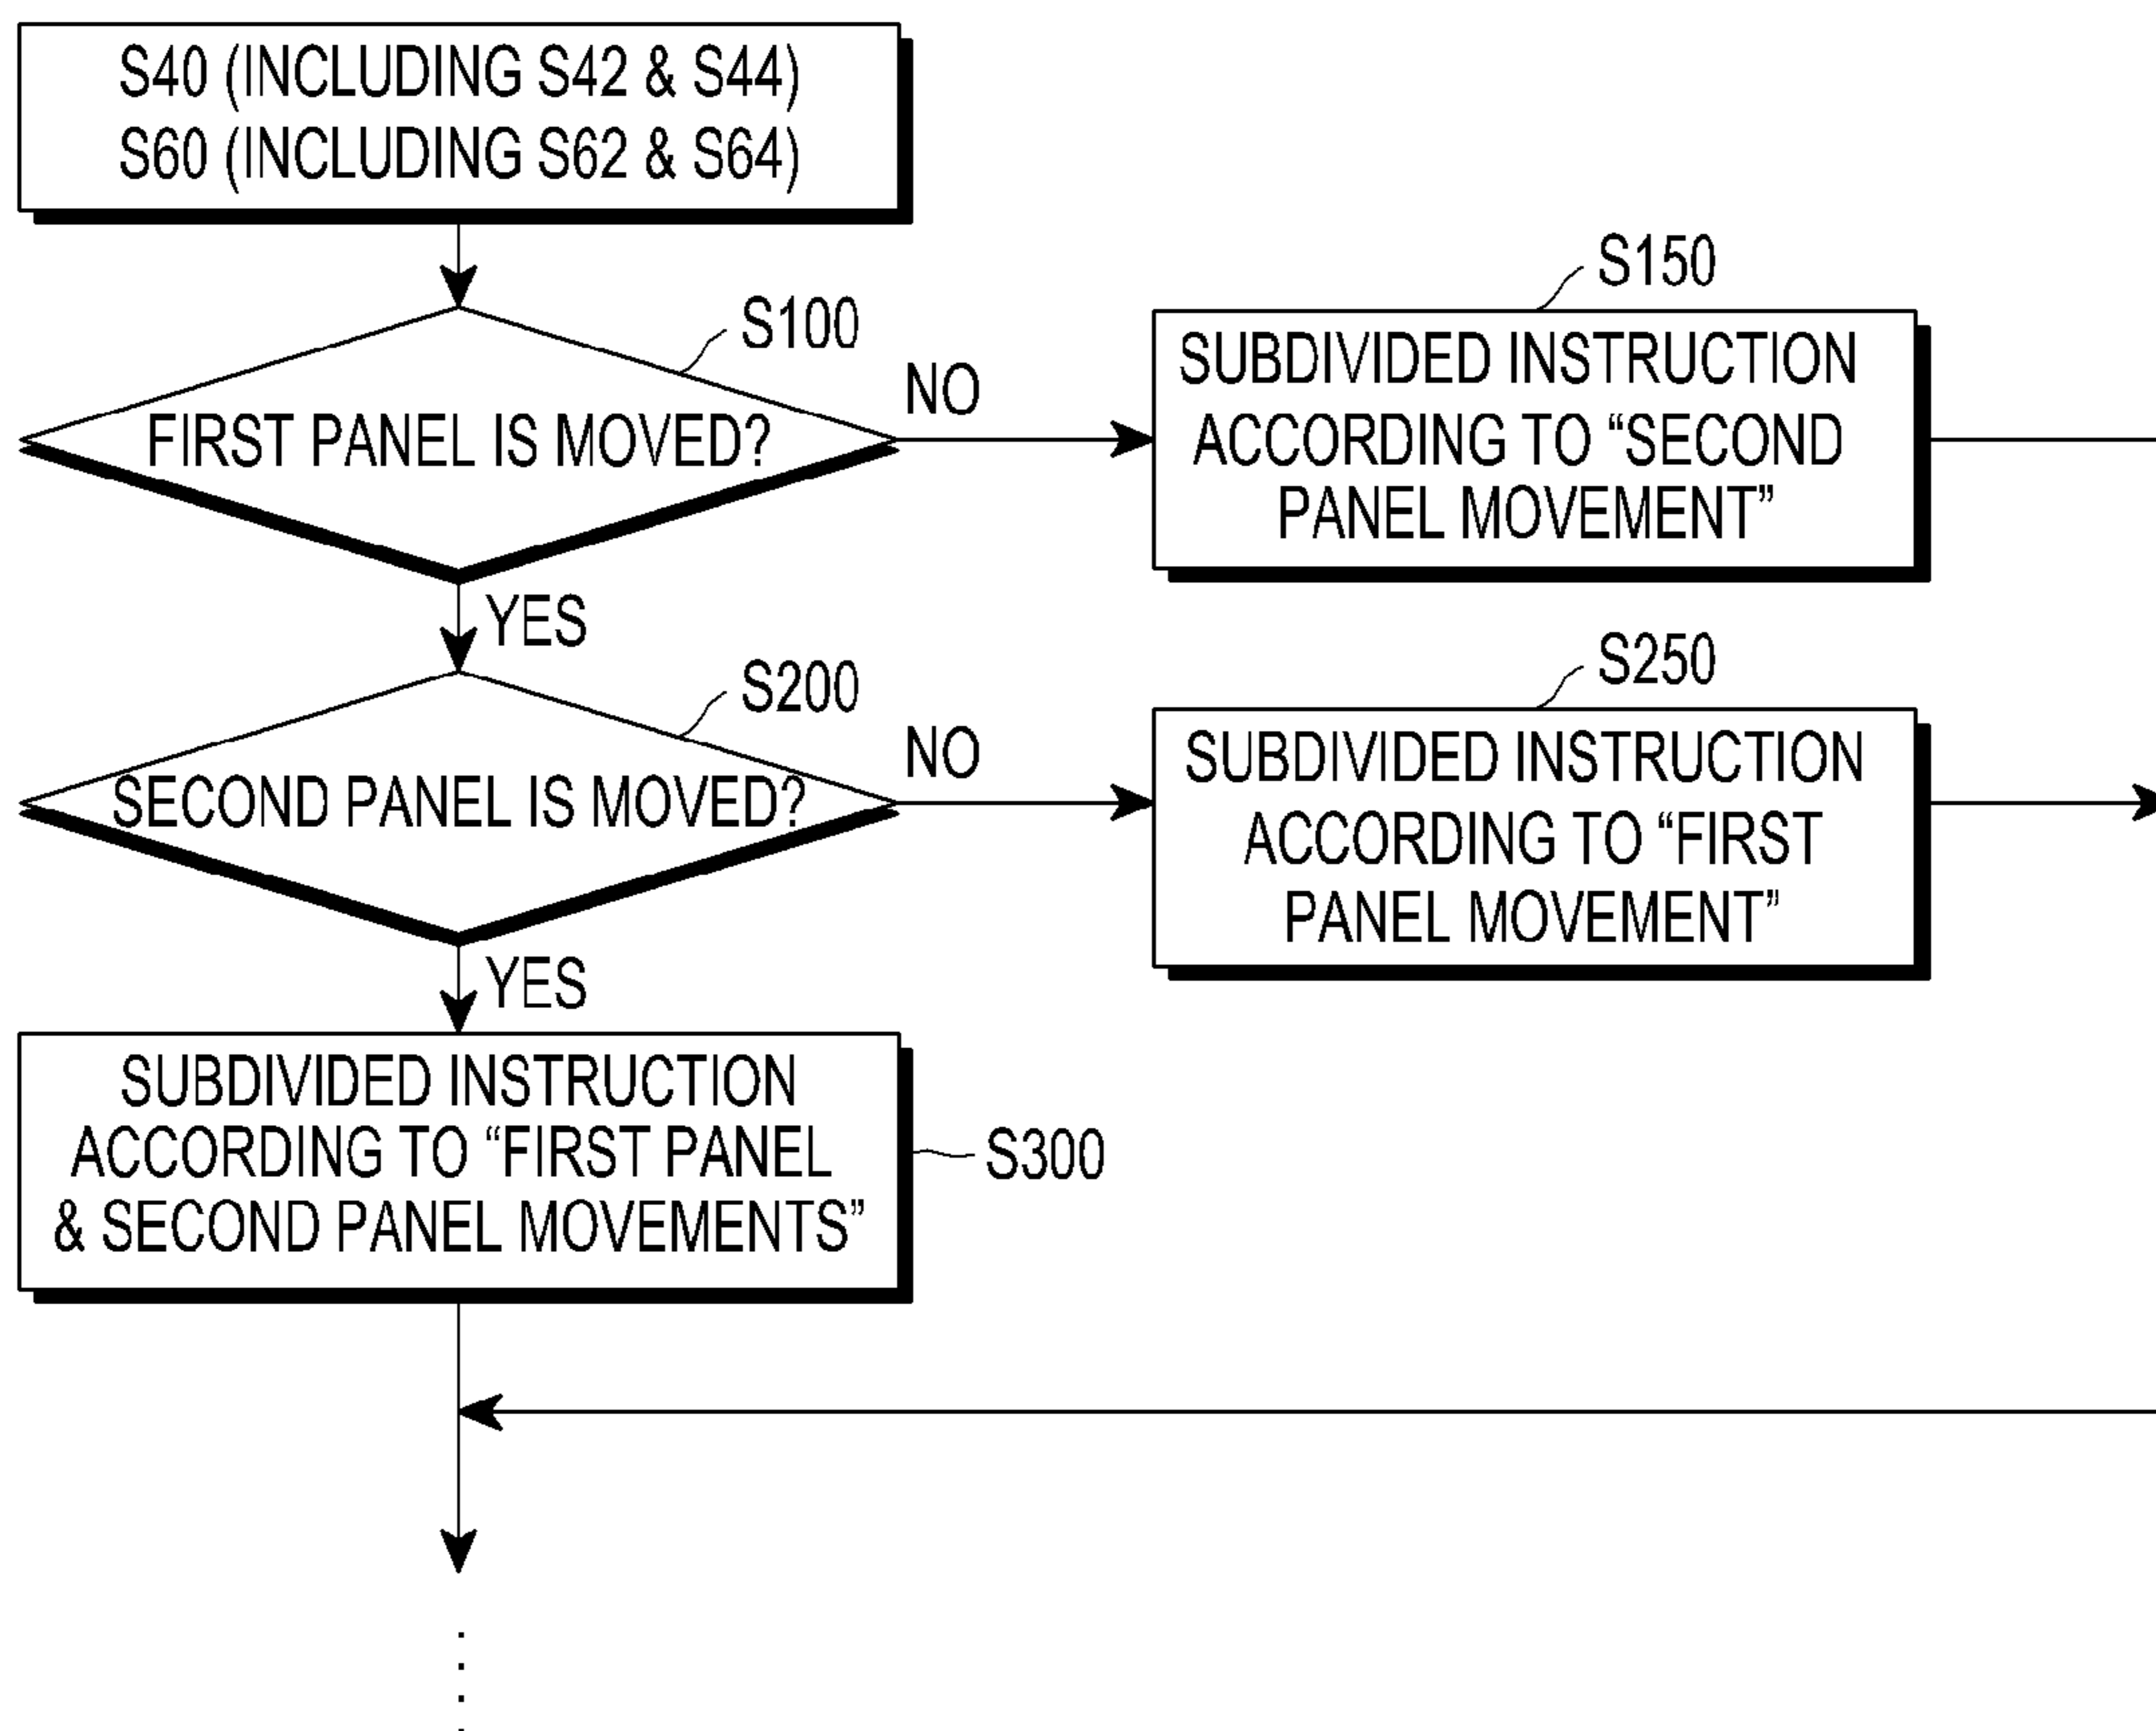 S40 (INCLUDING S42 & S44)
S60 (INCLUDING S62 & S64)
S100
FIRST PANEL IS MOVED?
NO
S150
SUBDIVIDED INSTRUCTION
ACCORDING TO “SECOND
PANEL MOVEMENT”
YES
S200
SECOND PANEL IS MOVED?
NO
S250
SUBDIVIDED INSTRUCTION
ACCORDING TO “FIRST
PANEL MOVEMENT”
YES
SUBDIVIDED INSTRUCTION
ACCORDING TO “FIRST PANEL
& SECOND PANEL MOVEMENTS”
S300